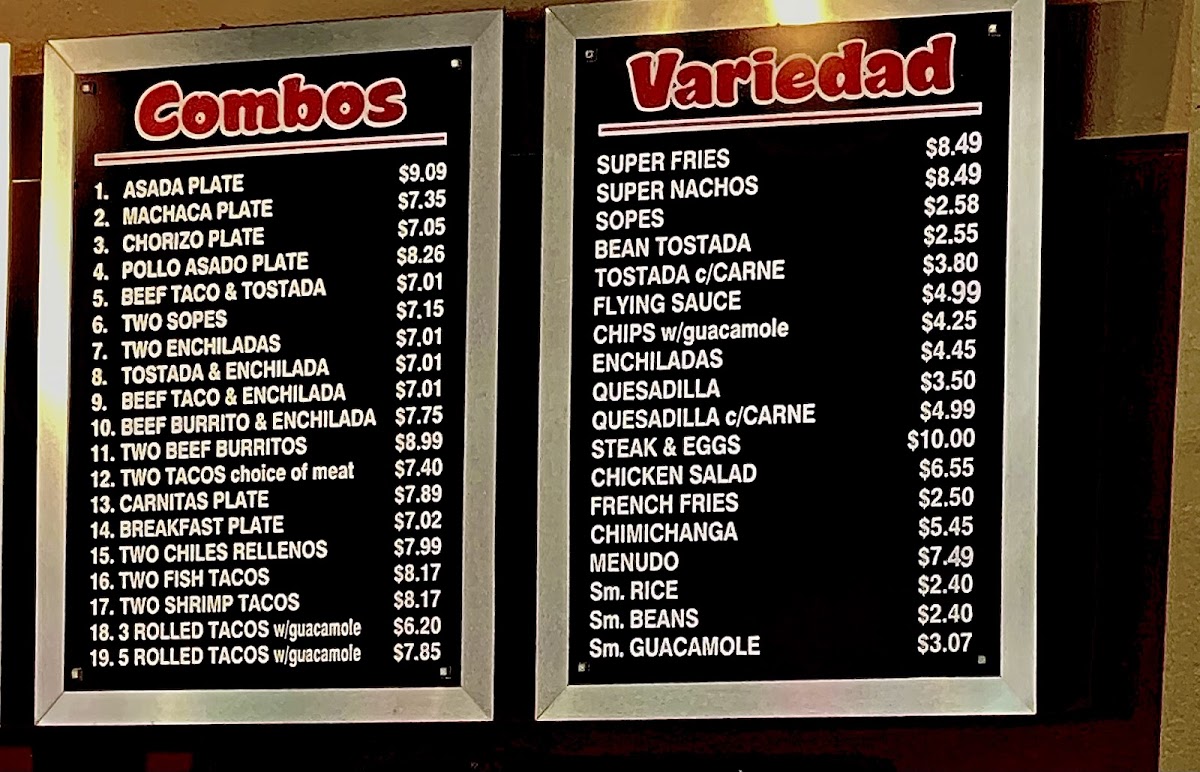 Combos
1. ASADA PLATE $9.09
2. MACHACA PLATE $7.35
3. CHORIZO PLATE $7.05
4. POLLO ASADO PLATE $8.26
5. BEEF TACO & TOSTADA $7.01
6. TWO SOPES $7.15
7. TWO ENCHILADAS $7.01
8. TOSTADA & ENCHILADA $7.01
9. BEEF TACO & ENCHILADA $7.01
10. BEEF BURRITO & ENCHILADA $7.75
11. TWO BEEF BURRITOS $8.99
12. TWO TACOS choice of meat $7.40
13. CARNITAS PLATE $7.89
14. BREAKFAST PLATE $7.02
15. TWO CHILES RELLENOS $7.99
16. TWO FISH TACOS $8.17
17. TWO SHRIMP TACOS $8.17
18. 3 ROLLED TACOS w/guacamole $6.20
19. 5 ROLLED TACOS w/guacamole $7.85
Variedad
SUPER FRIES $8.49
SUPER NACHOS $8.49
SOPES $2.58
BEAN TOSTADA $2.55
TOSTADA c/CARNE $3.80
FLYING SAUCE $4.99
CHIPS w/guacamole $4.25
ENCHILADAS $4.45
QUESADILLA $3.50
QUESADILLA c/CARNE $4.99
STEAK & EGGS $10.00
CHICKEN SALAD $6.55
FRENCH FRIES $2.50
CHIMICHANGA $5.45
MENUDO $7.49
Sm. RICE $2.40
Sm. BEANS $2.40
Sm. GUACAMOLE $3.07